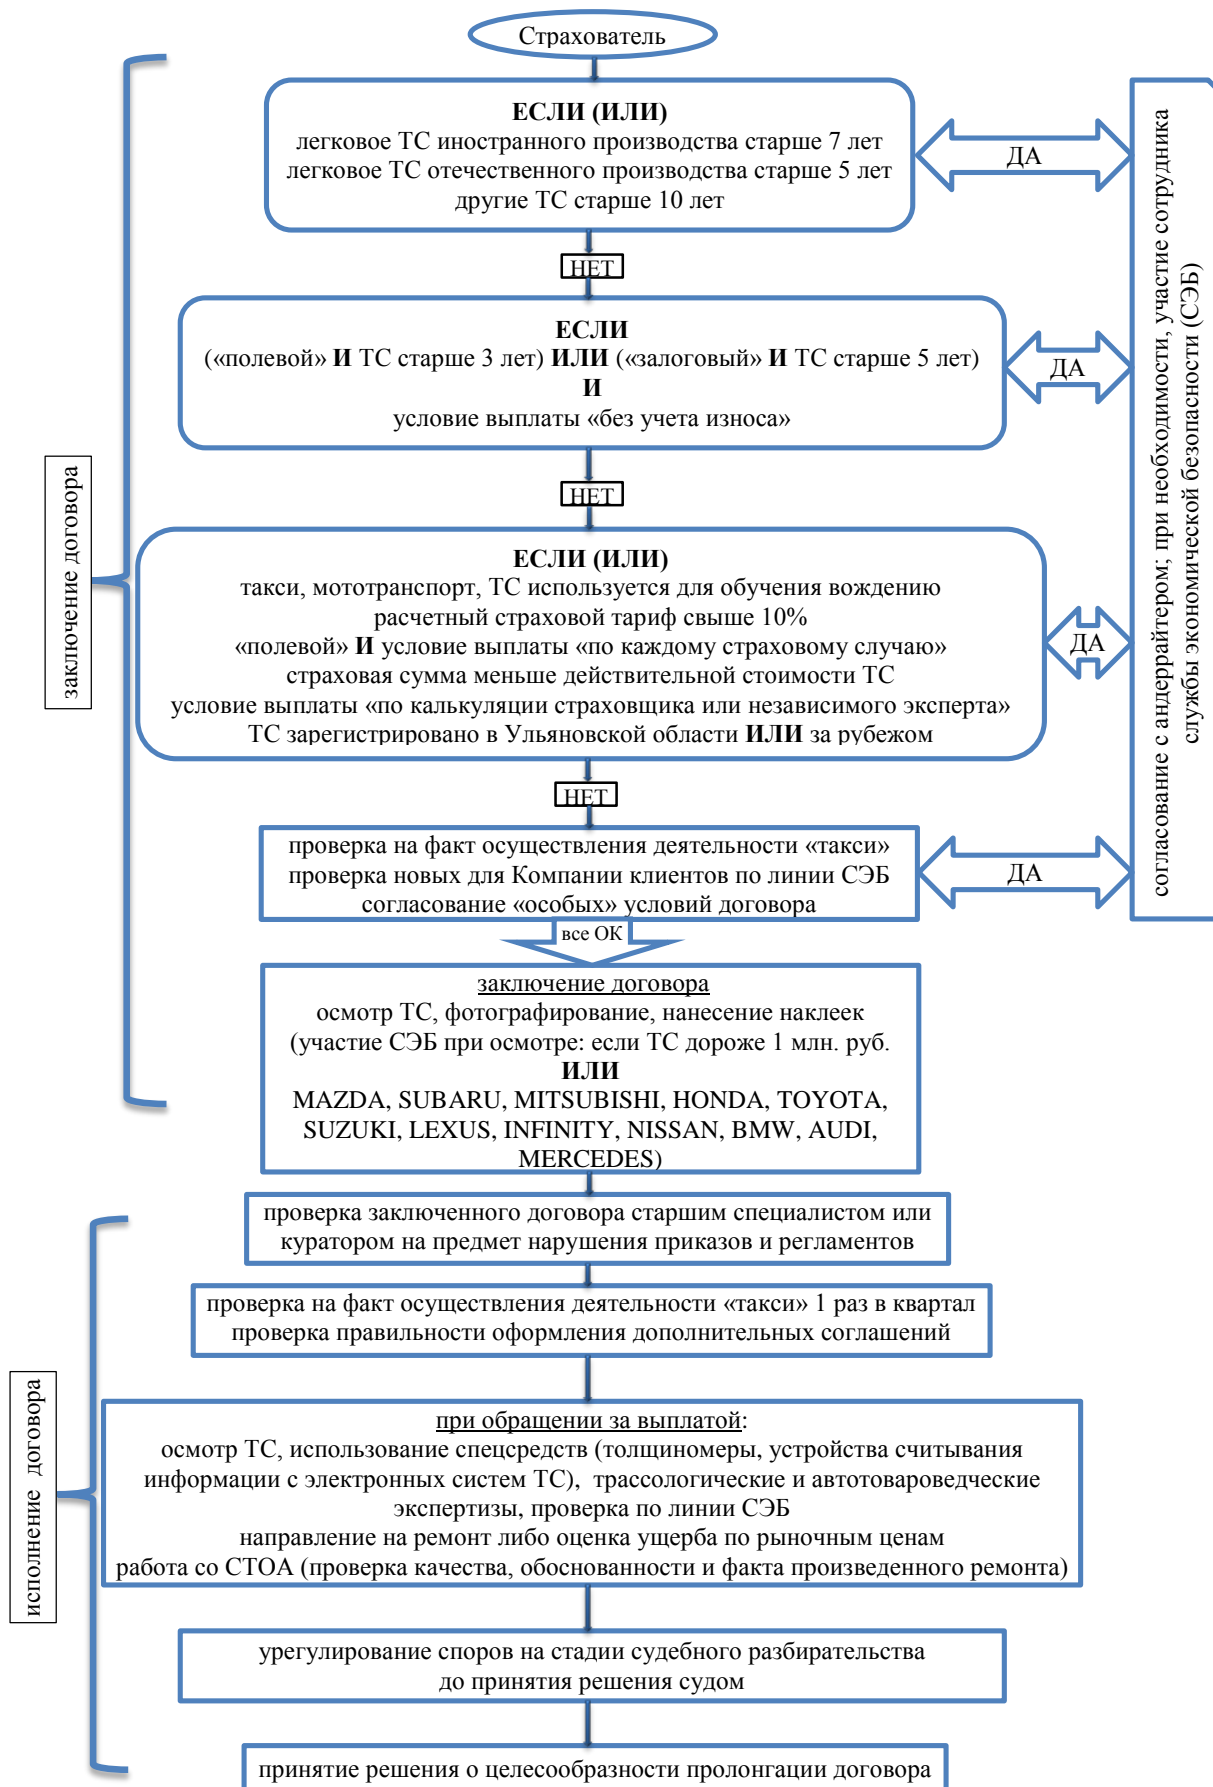 Страхователь
ЕСЛИ (ИЛИ)
легковое ТС иностранного производства старше 7 лет
легковое ТС отечественного производства старше 5 лет
другие ТС старше 10 лет
ДА
НЕТ
ЕСЛИ
(«полевой» И ТС старше 3 лет) ИЛИ («залоговый» И ТС старше 5 лет)
И
условие выплаты «без учета износа»
ДА
НЕТ
ЕСЛИ (ИЛИ)
такси, мототранспорт, ТС используется для обучения вождению
расчетный страховой тариф свыше 10%
«полевой» И условие выплаты «по каждому страховому случаю»
страховая сумма меньше действительной стоимости ТС
условие выплаты «по калькуляции страховщика или независимого эксперта»
ТС зарегистрировано в Ульяновской области ИЛИ за рубежом
ДА
НЕТ
проверка на факт осуществления деятельности «такси»
проверка новых для Компании клиентов по линии СЭБ
согласование «особых» условий договора
ДА
согласование с андеррайтером; при необходимости, участие сотрудника
службы экономической безопасности (СЭБ)
все ОК
заключение договора
осмотр ТС, фотографирование, нанесение наклеек
(участие СЭБ при осмотре: если ТС дороже 1 млн. руб.
ИЛИ
MAZDA, SUBARU, MITSUBISHI, HONDA, TOYOTA,
SUZUKI, LEXUS, INFINITY, NISSAN, BMW, AUDI,
MERCEDES)
заключение договора
проверка заключенного договора старшим специалистом или
куратором на предмет нарушения приказов и регламентов
проверка на факт осуществления деятельности «такси» 1 раз в квартал
проверка правильности оформления дополнительных соглашений
при обращении за выплатой:
осмотр ТС, использование спецсредств (толщиномеры, устройства считывания
информации с электронных систем ТС), трассологические и автотовароведческие
экспертизы, проверка по линии СЭБ
направление на ремонт либо оценка ущерба по рыночным ценам
работа со СТОА (проверка качества, обоснованности и факта произведенного ремонта)
исполнение договора
урегулирование споров на стадии судебного разбирательства
до принятия решения судом
принятие решения о целесообразности пролонгации договора